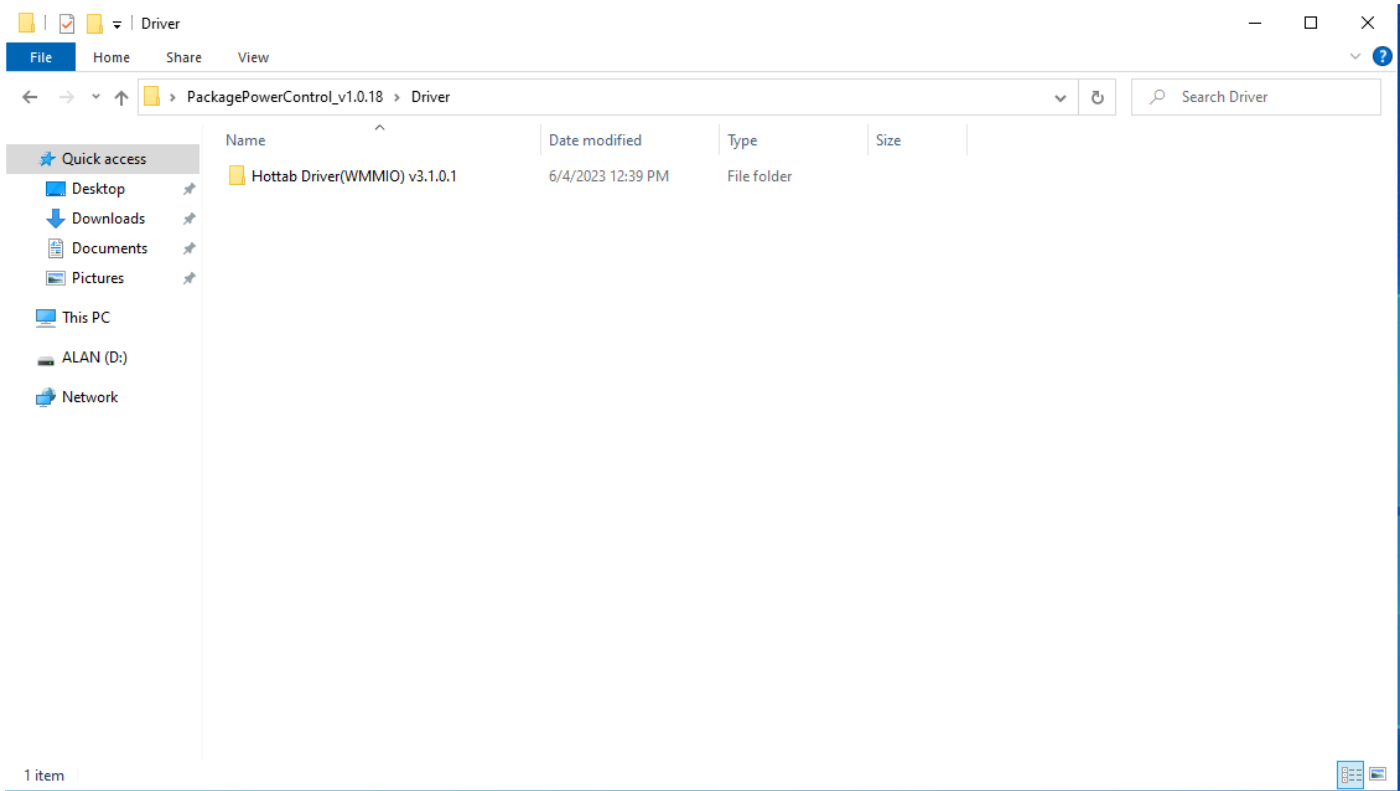 Driver
File Home Share View
PackagePowerControl_v1.0.18 > Driver
Search Driver
Name Date modified Type Size
Quick access
Hottab Driver(WMMIO) v3.1.0.1 6/4/2023 12:39 PM File folder
Desktop
Downloads
Documents
Pictures
This PC
ALAN (D:)
Network
1 item